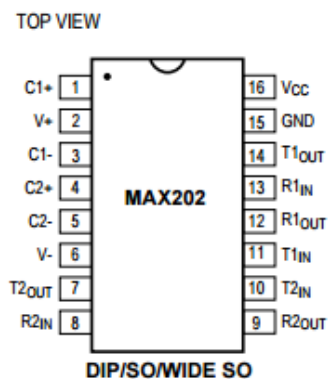 TOP VIEW
C1+ 1 16 VCC
V+ 2 15 GND
C1- 3 14 T1OUT
C2+ 4 13 R1IN
MAX202
C2- 5 12 R1OUT
V- 6 11 T1IN
T2OUT 7 10 T2IN
R2IN 8 9 R2OUT
DIP/SO/WIDE SO